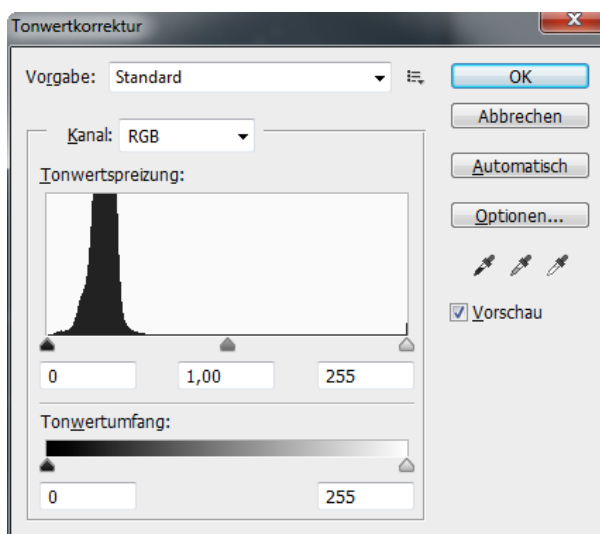 Tonwertkorrektur
Vorgabe: Standard
OK
Abbrechen
Automatisch
Optionen...
Vorschau
Kanal: RGB
Tonwertspreizung:
0 1,00 255
Tonwertumfang:
0 255